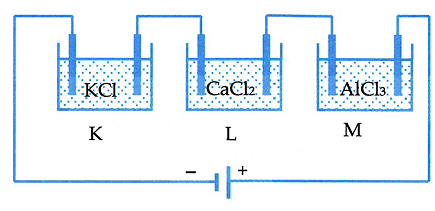 KCl CaCl₂ AlCl₃
K L M
− +